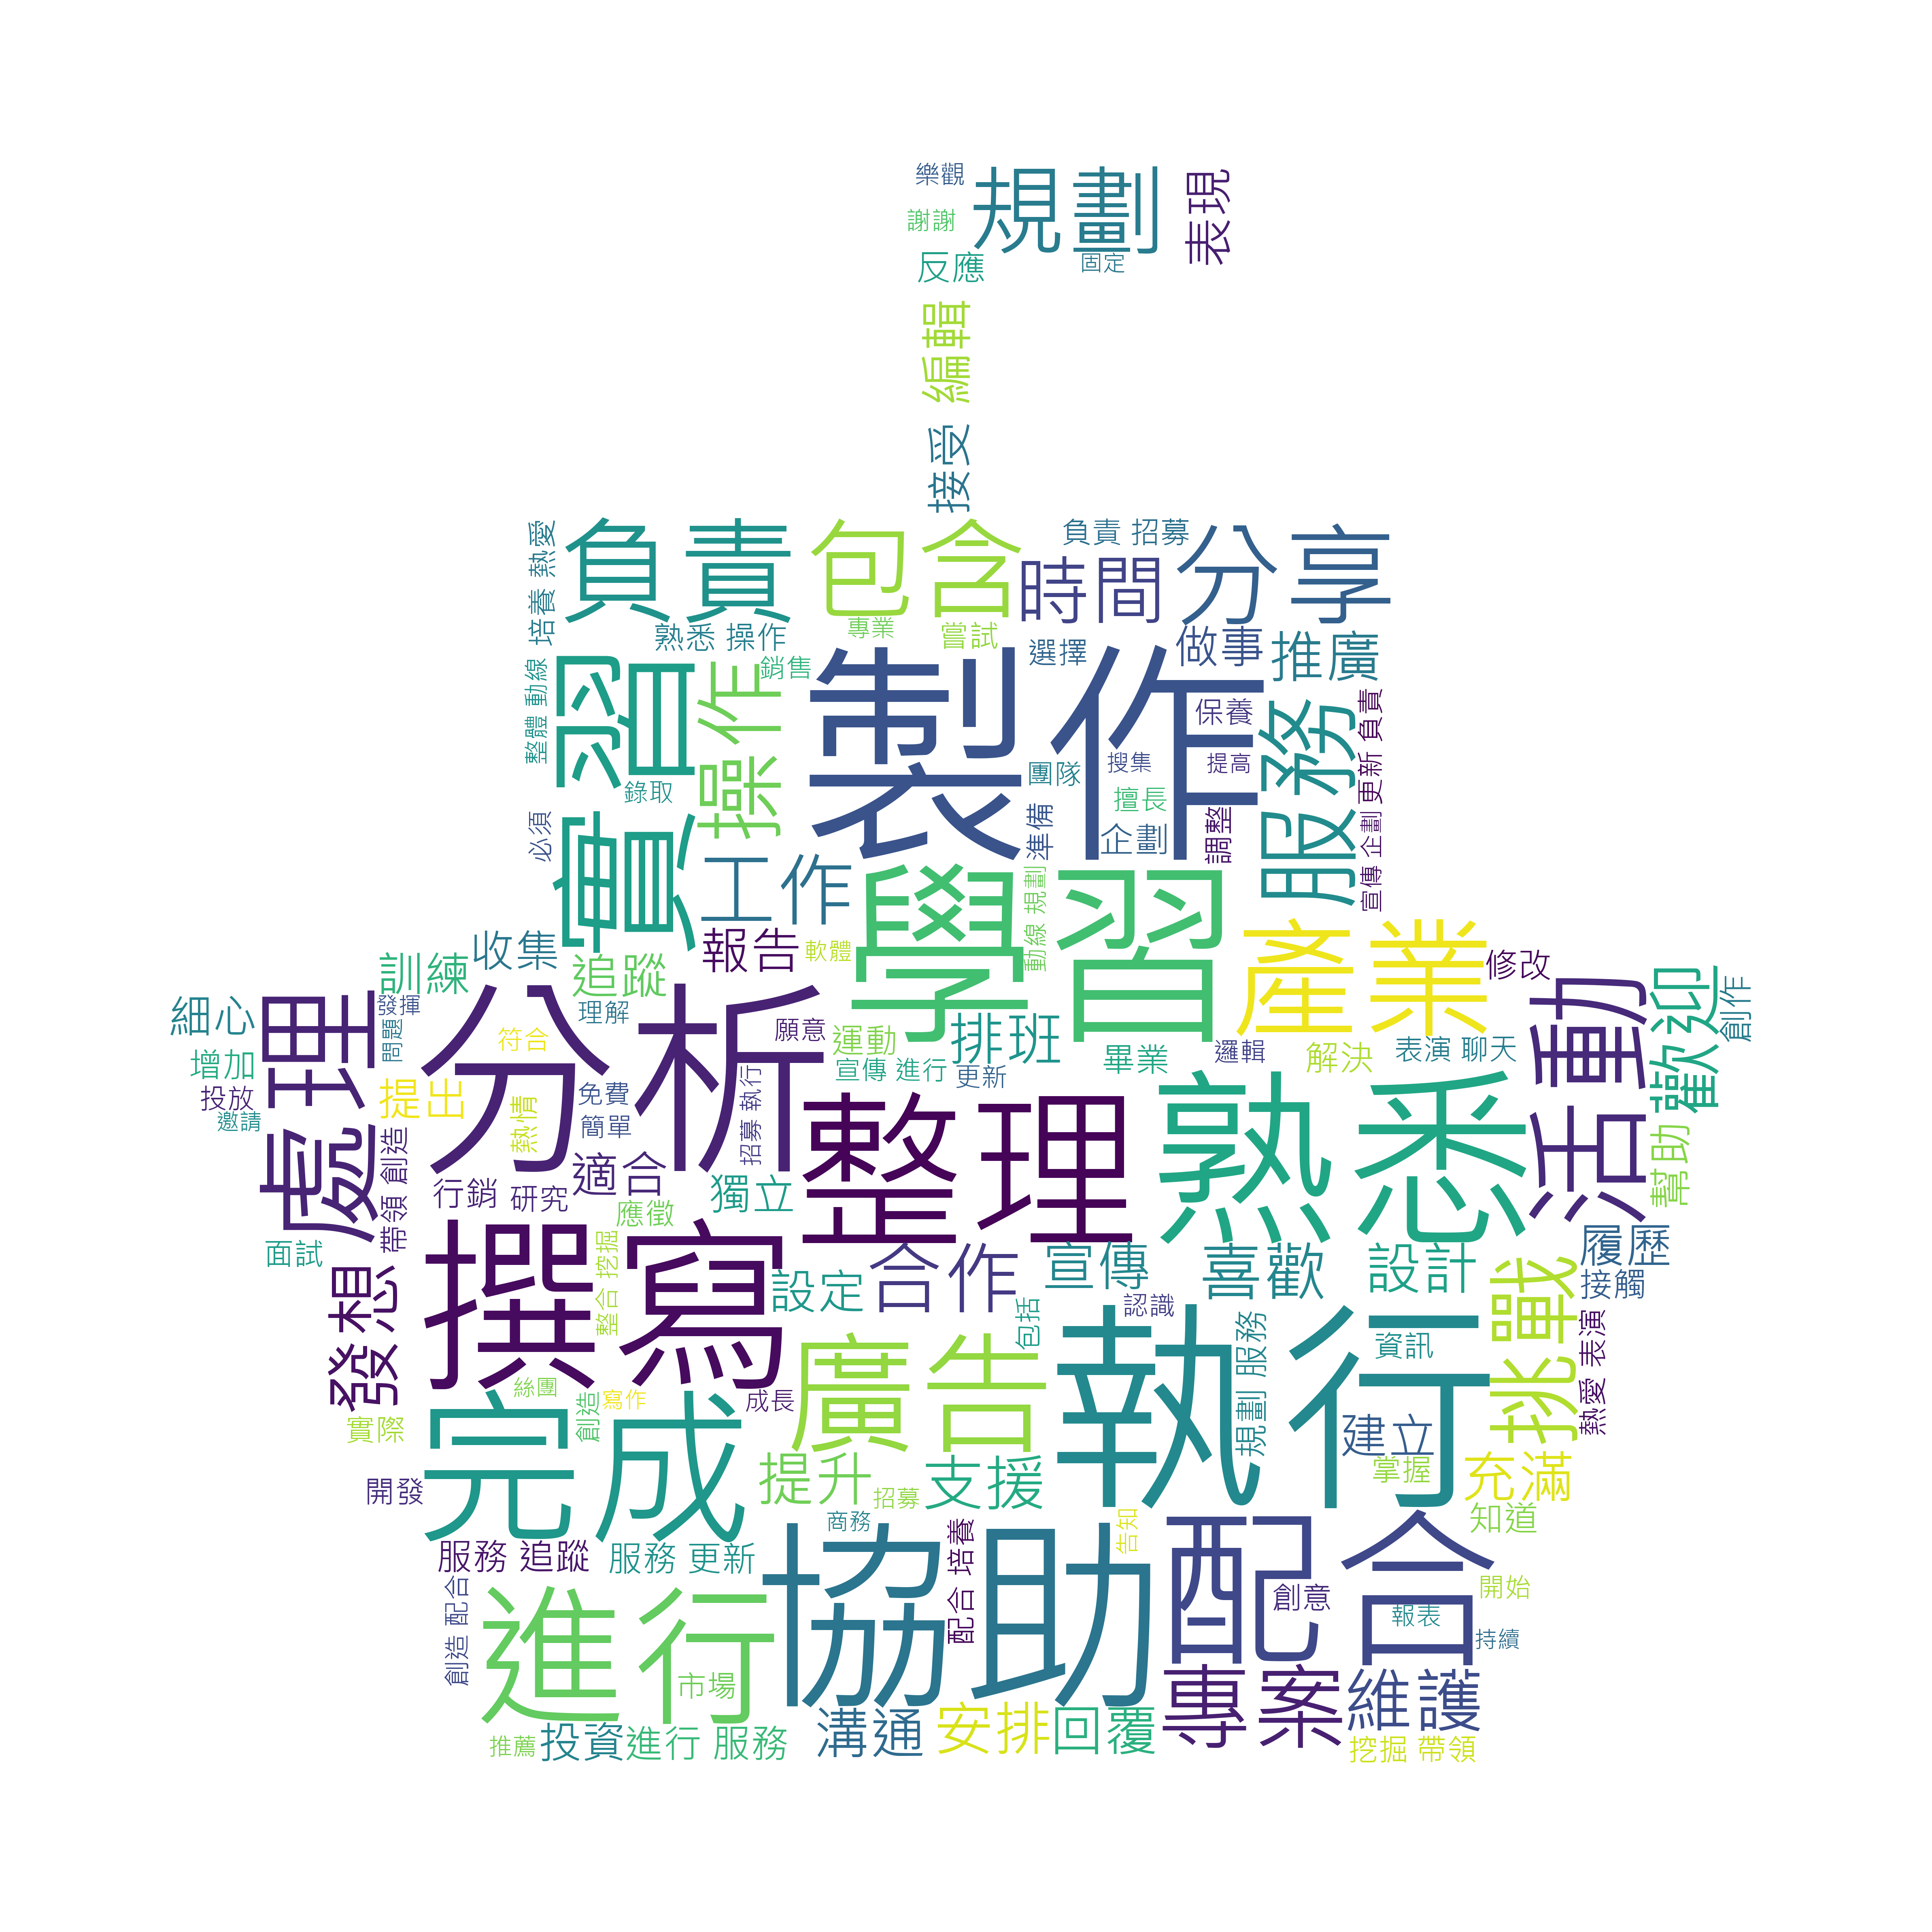 樂觀
規劃
表現
謝謝
反應
固定
編輯
接受
培養 熱愛
負責
包含
時間
負責 招募
分享
熟悉 操作
專業
嘗試
選擇
做事
推廣
整體 動線
實習
操作
銷售
製作
保養
服務
更新 負責
錄取
團隊
搜集
提高
擅長
必須
準備
企劃
調整
宣傳 企劃
工作
學習
動線 規劃
收集
追蹤
報告
軟體
訓練
產業
修改
活動
歡迎
創作
細心
處理
發揮
分析
理解
願意
運動
排班
問題
符合
增加
宣傳 進行
更新
畢業
邏輯
解決
表演 聊天
投放
提出
免費
招募 執行
整理
熟悉
邀請
熱情
簡單
帶領 創造
幫助
行銷
研究
適合
獨立
應徵
面試
撰寫
整合 挖掘
設定
合作
宣傳
喜歡
設計
履歷
接觸
發想
包括
認識
執行
規劃 服務
資訊
挑戰
熱愛 表演
廣告
絲團
寫作
創造
成長
實際
完成
建立
開發
提升
招募
支援
掌握
充滿
知道
商務
告知
服務 追蹤
服務 更新
協助
配合 培養
配合
創造 配合
創意
開始
報表
持續
進行
市場
專案
維護
推薦
投資
進行 服務
溝通
安排
回覆
挖掘 帶領